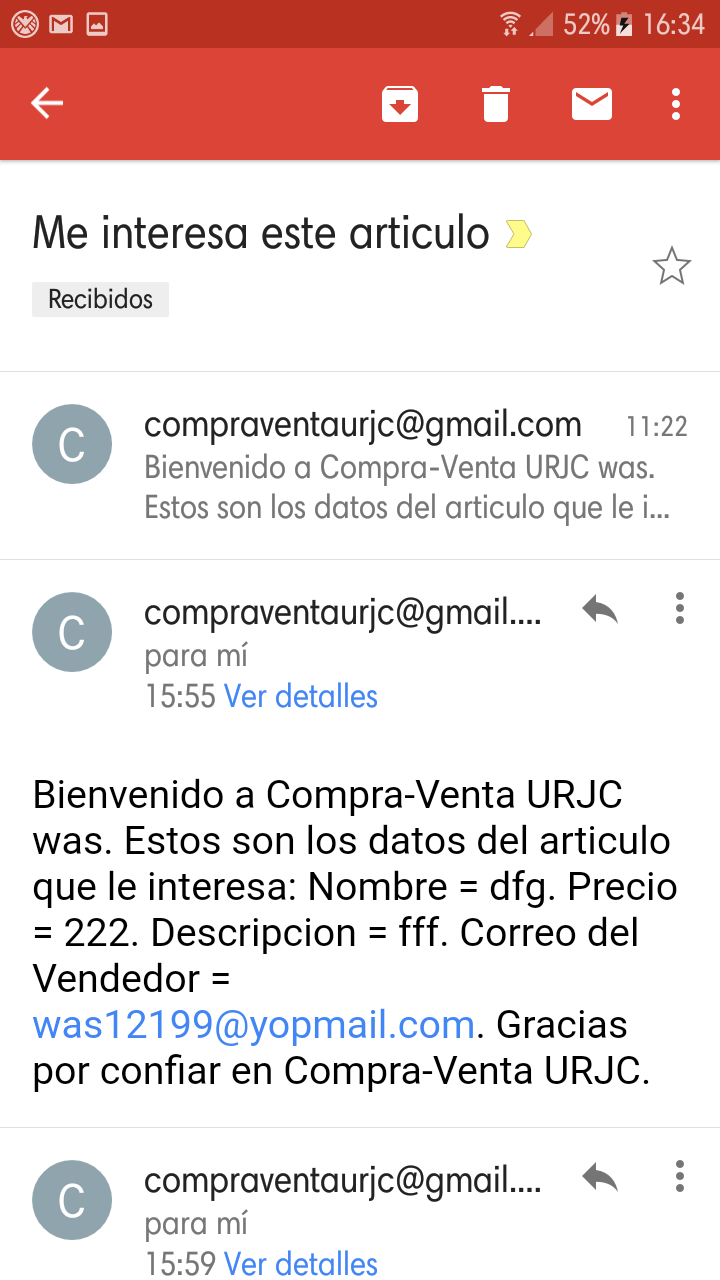 52% 16:34
Me interesa este articulo
Recibidos
C
compraventaurjc@gmail.com 11:22
Bienvenido a Compra-Venta URJC was.
Estos son los datos del articulo que le i...
C
compraventaurjc@gmail....
para mí
15:55 Ver detalles
Bienvenido a Compra-Venta URJC
was. Estos son los datos del articulo
que le interesa: Nombre = dfg. Precio
= 222. Descripcion = fff. Correo del
Vendedor =
was12199@yopmail.com. Gracias
por confiar en Compra-Venta URJC.
C
compraventaurjc@gmail....
para mí
15:59 Ver detalles